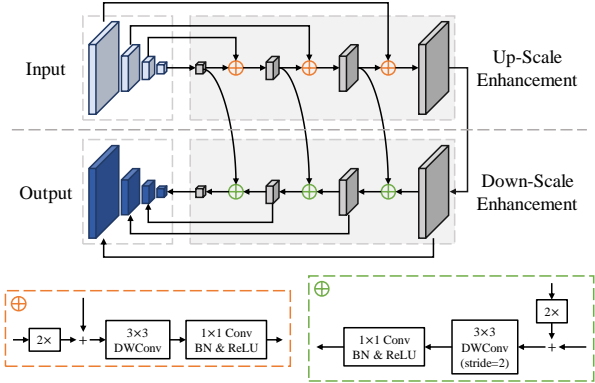 Input
Up-Scale
Enhancement
Output
Down-Scale
Enhancement
2×
+
3×3
DWConv
1×1 Conv
BN & ReLU
1×1 Conv
BN & ReLU
3×3
DWConv
(stride=2)
2×
+